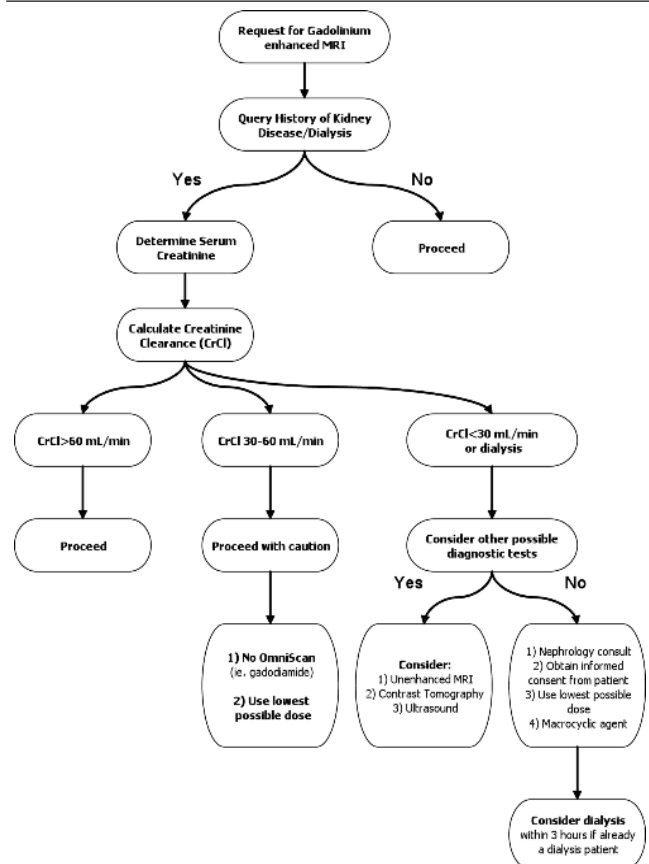 Request for Gadolinium
enhanced MRI
Query History of Kidney
Disease/Dialysis
Yes
No
Determine Serum
Creatinine
Proceed
Calculate Creatinine
Clearance (CrCl)
CrCl>60 mL/min
CrCl 30-60 mL/min
CrCl<30 mL/min
or dialysis
Proceed
Proceed with caution
Consider other possible
diagnostic tests
Yes
No
1) No OmniScan
(ie. gadodiamide)
2) Use lowest
possible dose
Consider:
1) Unenhanced MRI
2) Contrast Tomography
3) Ultrasound
1) Nephrology consult
2) Obtain informed
consent from patient
3) Use lowest possible
dose
4) Macrocyclic agent
Consider dialysis
within 3 hours if already
a dialysis patient